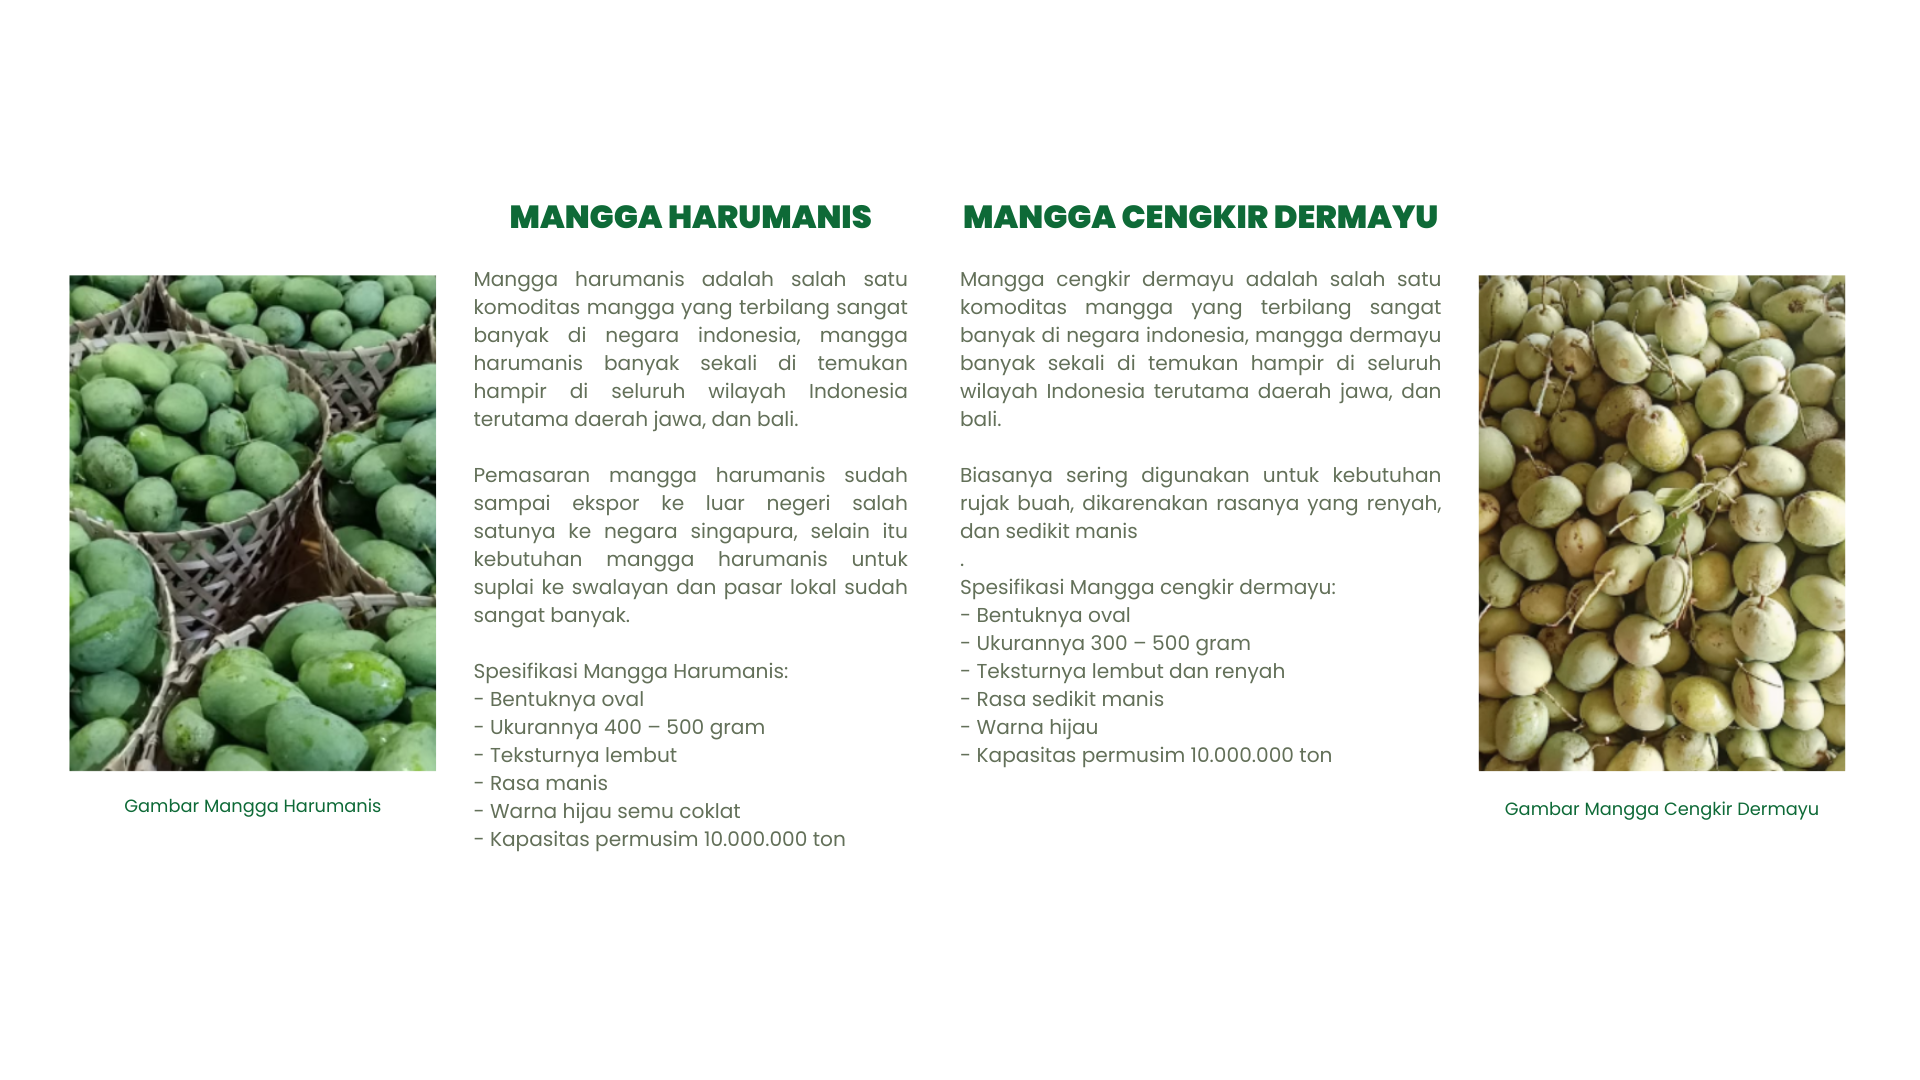 MANGGA HARUMANIS
Mangga harumanis adalah salah satu
komoditas mangga yang terbilang sangat
banyak di negara indonesia, mangga
harumanis banyak sekali di temukan
hampir di seluruh wilayah Indonesia
terutama daerah jawa, dan bali.
Pemasaran mangga harumanis sudah
sampai ekspor ke luar negeri salah
satunya ke negara singapura, selain itu
kebutuhan mangga harumanis untuk
suplai ke swalayan dan pasar lokal sudah
sangat banyak.
Spesifikasi Mangga Harumanis:
- Bentuknya oval
- Ukurannya 400 – 500 gram
- Teksturnya lembut
- Rasa manis
- Warna hijau semu coklat
- Kapasitas permusim 10.000.000 ton
Gambar Mangga Harumanis
MANGGA CENGKIR DERMAYU
Mangga cengkir dermayu adalah salah satu
komoditas mangga yang terbilang sangat
banyak di negara indonesia, mangga dermayu
banyak sekali di temukan hampir di seluruh
wilayah Indonesia terutama daerah jawa, dan
bali.
Biasanya sering digunakan untuk kebutuhan
rujak buah, dikarenakan rasanya yang renyah,
dan sedikit manis
.
Spesifikasi Mangga cengkir dermayu:
- Bentuknya oval
- Ukurannya 300 – 500 gram
- Teksturnya lembut dan renyah
- Rasa sedikit manis
- Warna hijau
- Kapasitas permusim 10.000.000 ton
Gambar Mangga Cengkir Dermayu